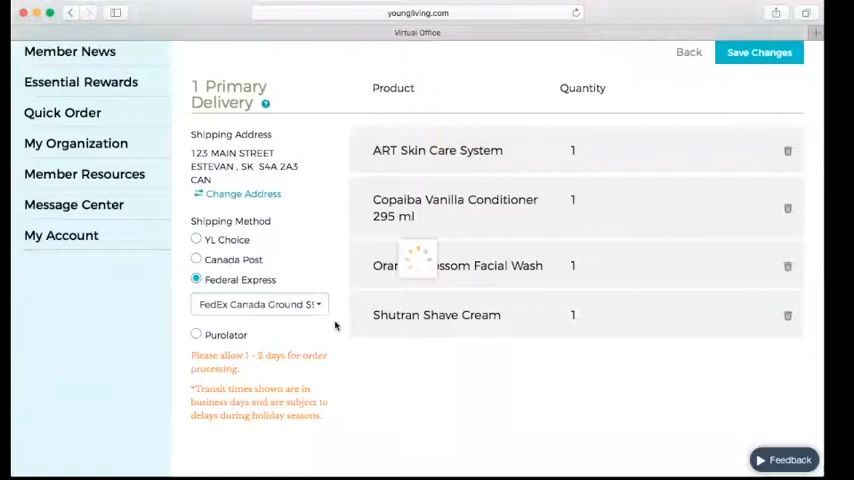 youngliving.com
Virtual Office
Member News
Essential Rewards
Quick Order
My Organization
Member Resources
Message Center
My Account
Back
Save Changes
1 Primary
Delivery ?
Product
Quantity
Shipping Address
123 MAIN STREET
ESTEVAN , SK S4A 2A3
CAN
Change Address
Shipping Method
YL Choice
Canada Post
Federal Express
FedEx Canada Ground
Purolator
Please allow 1 - 2 days for order
processing.
*Transit times shown are in
business days and are subject to
delays during holiday seasons.
ART Skin Care System
1
Copaiba Vanilla Conditioner
295 ml
1
Facial Wash
1
Shutran Shave Cream
1
Feedback